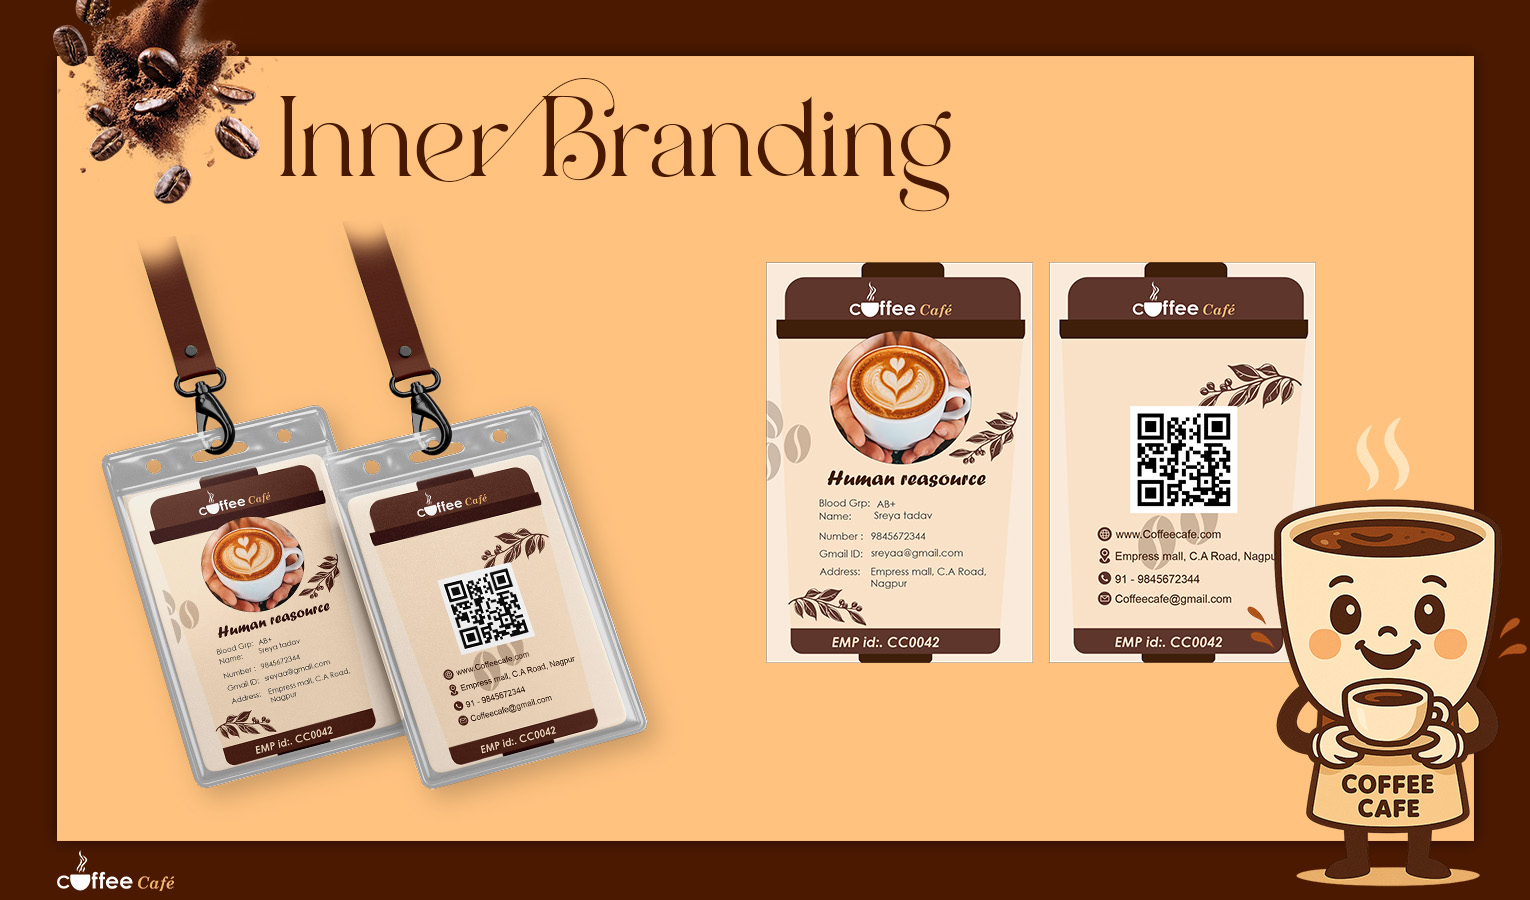 Inner Branding
Coffee Café
Human reasource
Blood Grp: AB+
Name: Sreya tadav
Number : 9845672344
Gmail ID: sreyaa@gmail.com
Address: Empress mall, C.A Road,
Nagpur
EMP id:. CC0042
Coffee Café
www.Coffeecafe.com
Empress mall, C.A Road, Nagpur
91 - 9845672344
Coffeecafe@gmail.com
EMP id:. CC0042
Coffee Café
Human reasource
Blood Grp: AB+
Name: Sreya tadav
Number : 9845672344
Gmail ID: sreyaa@gmail.com
Address: Empress mall, C.A Road,
Nagpur
EMP id:. CC0042
Coffee Café
www.Coffeecafe.com
Empress mall, C.A Road, Nagpu
91 - 9845672344
Coffeecafe@gmail.com
EMP id:. CC0042
COFFEE
CAFE
Coffee Café